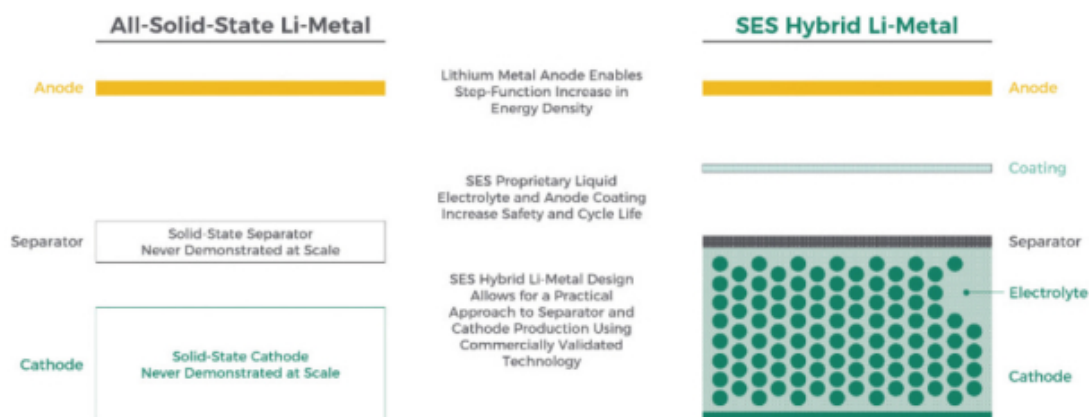 All-Solid-State Li-Metal
SES Hybrid Li-Metal
Anode
Lithium Metal Anode Enables
Step-Function Increase in
Energy Density
Anode
Coating
SES Proprietary Liquid
Electrolyte and Anode Coating
Increase Safety and Cycle Life
Separator
Solid-State Separator
Never Demonstrated at Scale
Separator
SES Hybrid Li-Metal Design
Allows for a Practical
Approach to Separator and
Cathode Production Using
Commercially Validated
Technology
Electrolyte
Cathode
Solid-State Cathode
Never Demonstrated at Scale
Cathode